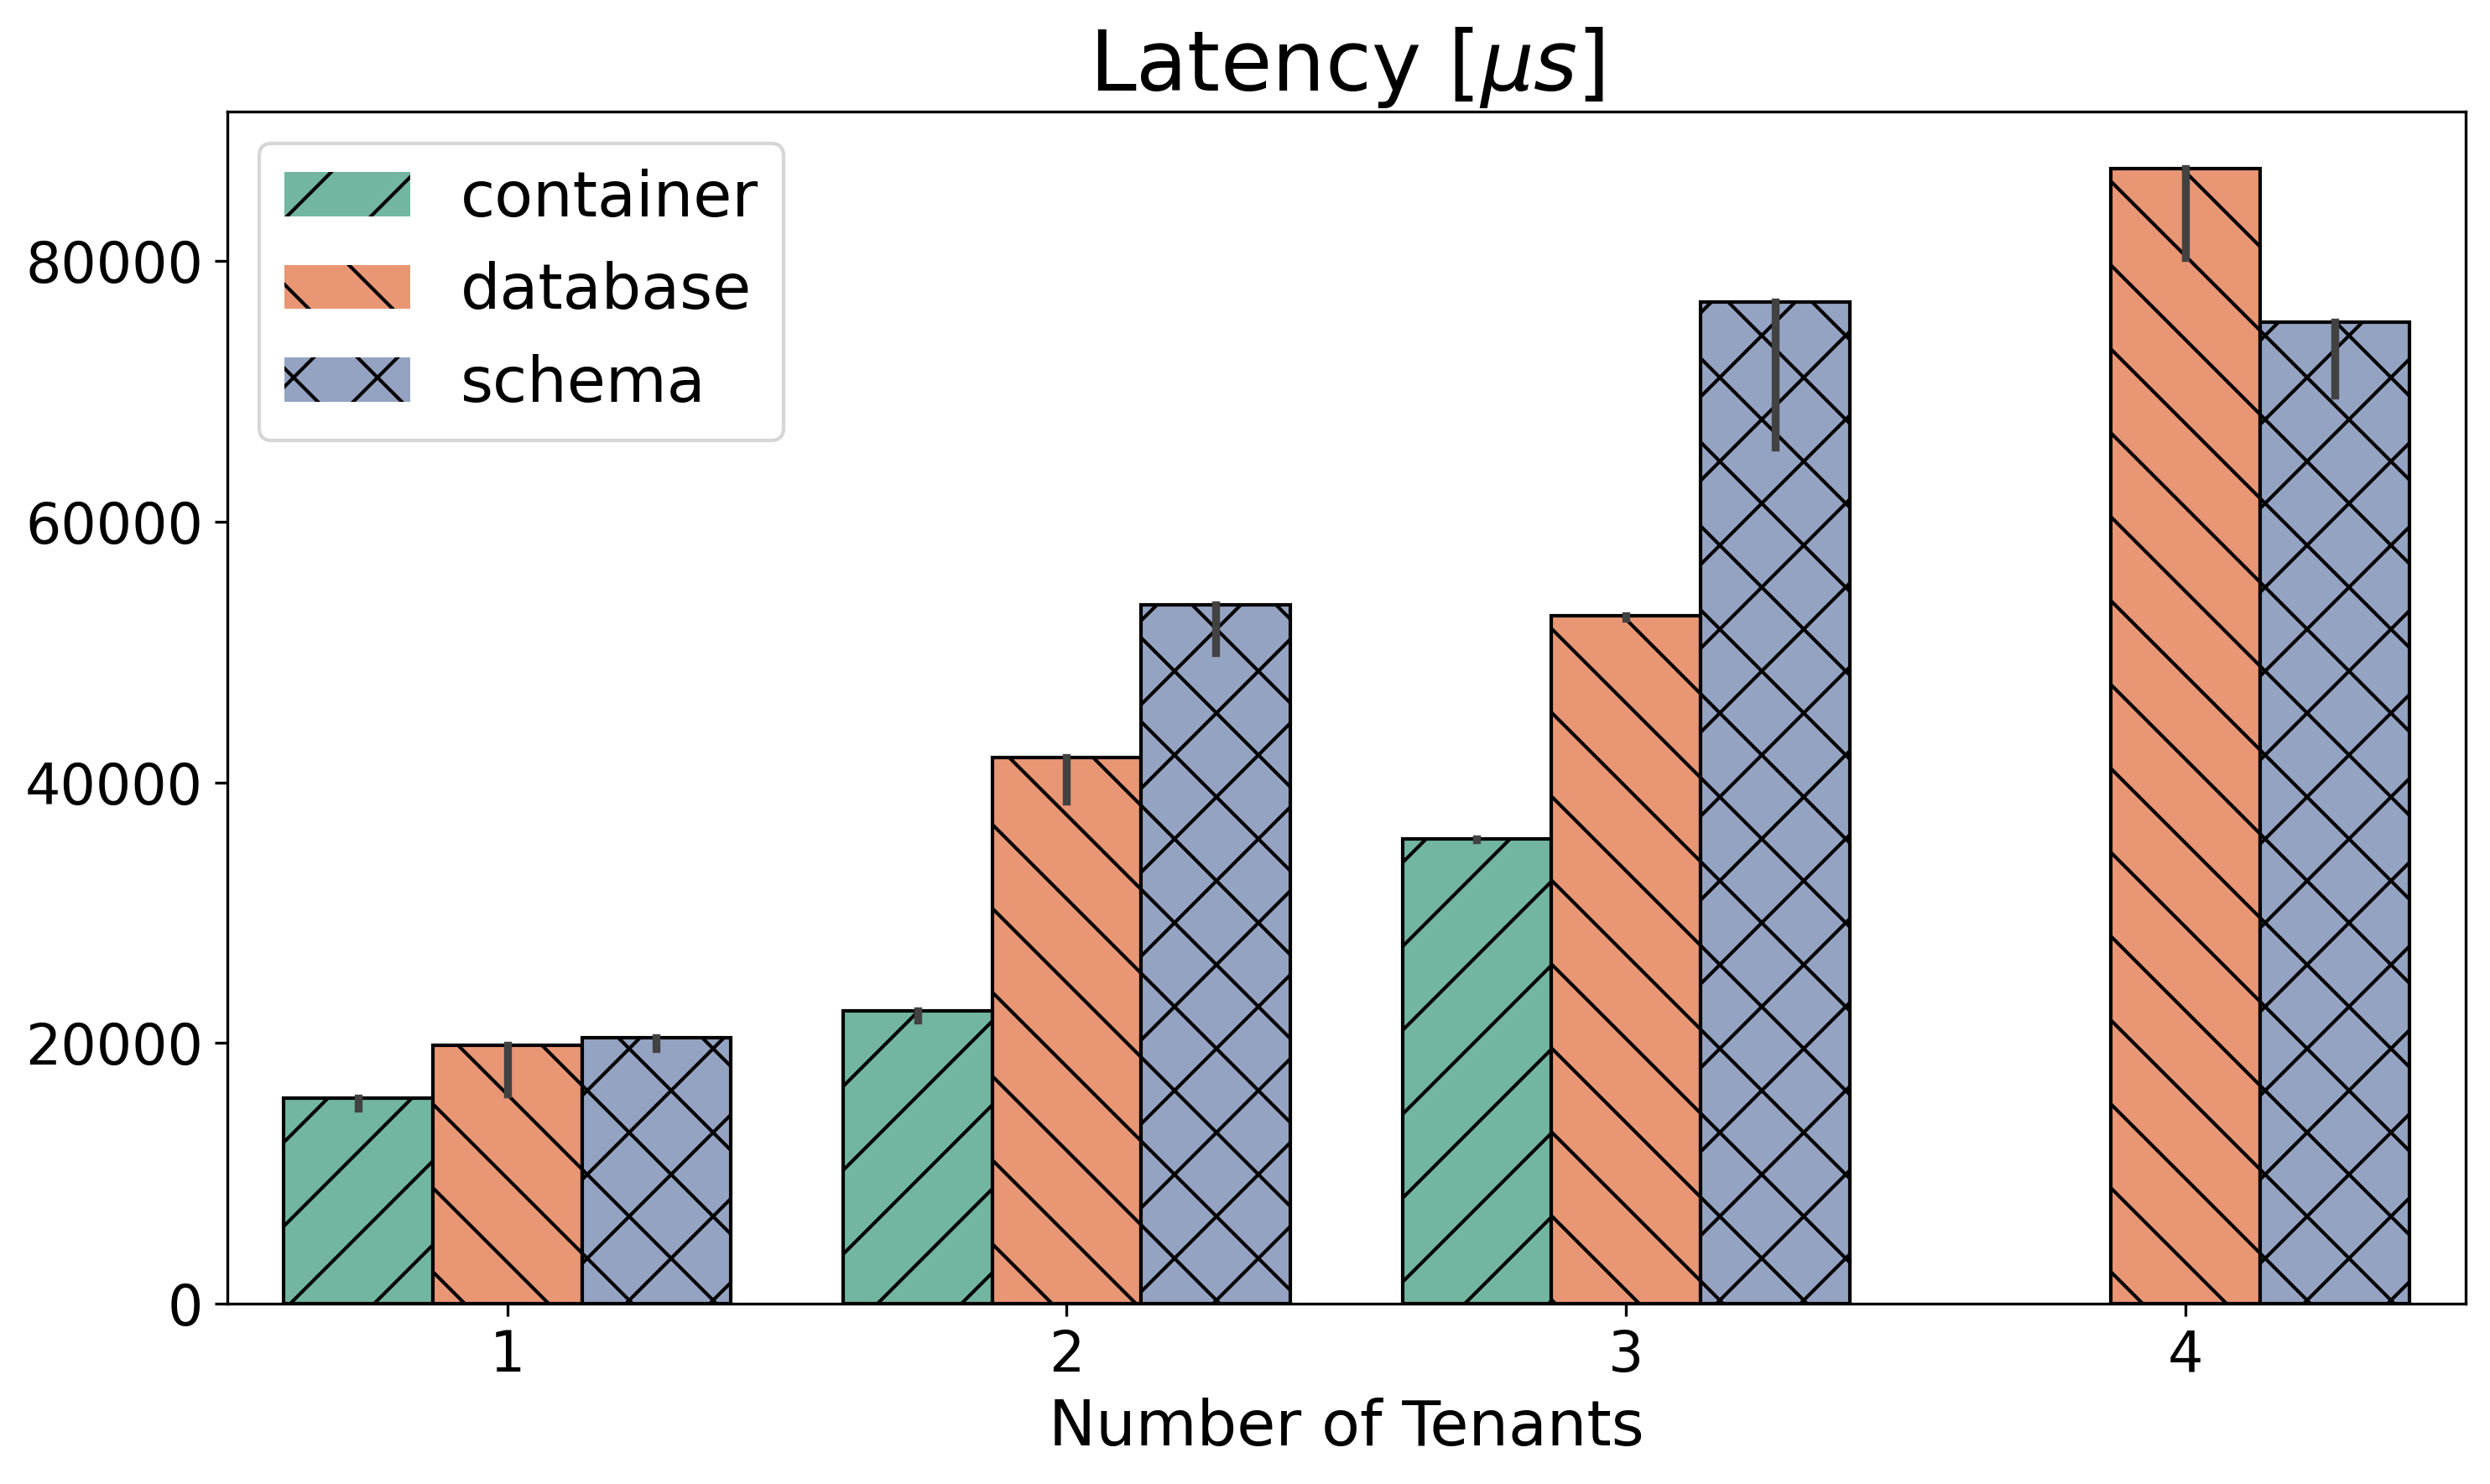 Latency [μs]
container
database
schema
80000
60000
40000
20000
0
1 2 3 4
Number of Tenants